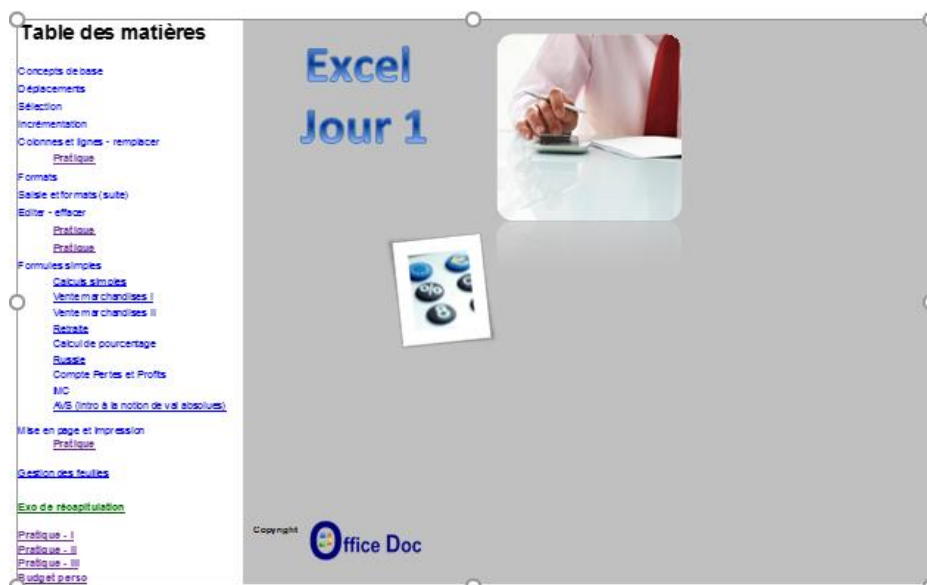 Table des matières
Concepts de base
Déplacements
Sélection
Incrémentation
Colonnes et lignes - remplacer
Pratique
Formats
Saisie et formats (suite)
Editer - effacer
Pratique
Pratique
Formules simples
Calculs simples
Vente marchandises I
Vente marchandises II
Retraite
Calcul de pourcentage
Russie
Compte Pertes et Profits
IMC
AVS (intro à la notion de val absolues)
Mise en page et impression
Pratique
Gestion des feuilles
Exo de récapitulation
Pratique - I
Pratique - II
Pratique - III
Budget perso
Excel
Jour 1
%
8
Copyright
Office Doc